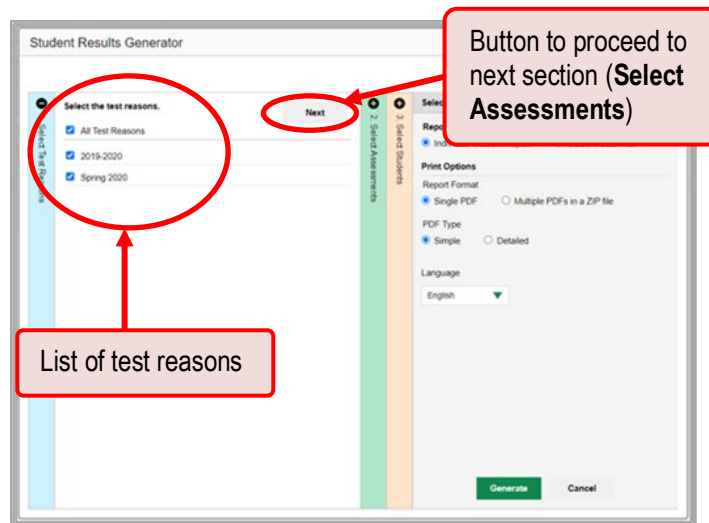 Student Results Generator
Button to proceed to
next section (Select
Assessments)
Select the test reasons.
Next
All Test Reasons
2019-2020
Spring 2020
Select Test Reasons
2: Select Assessments
3: Select Students
Print Options
Report Format
Single PDF
Multiple PDFs in a ZIP file
PDF Type
Simple
Detailed
Language
English
List of test reasons
Generate
Cancel